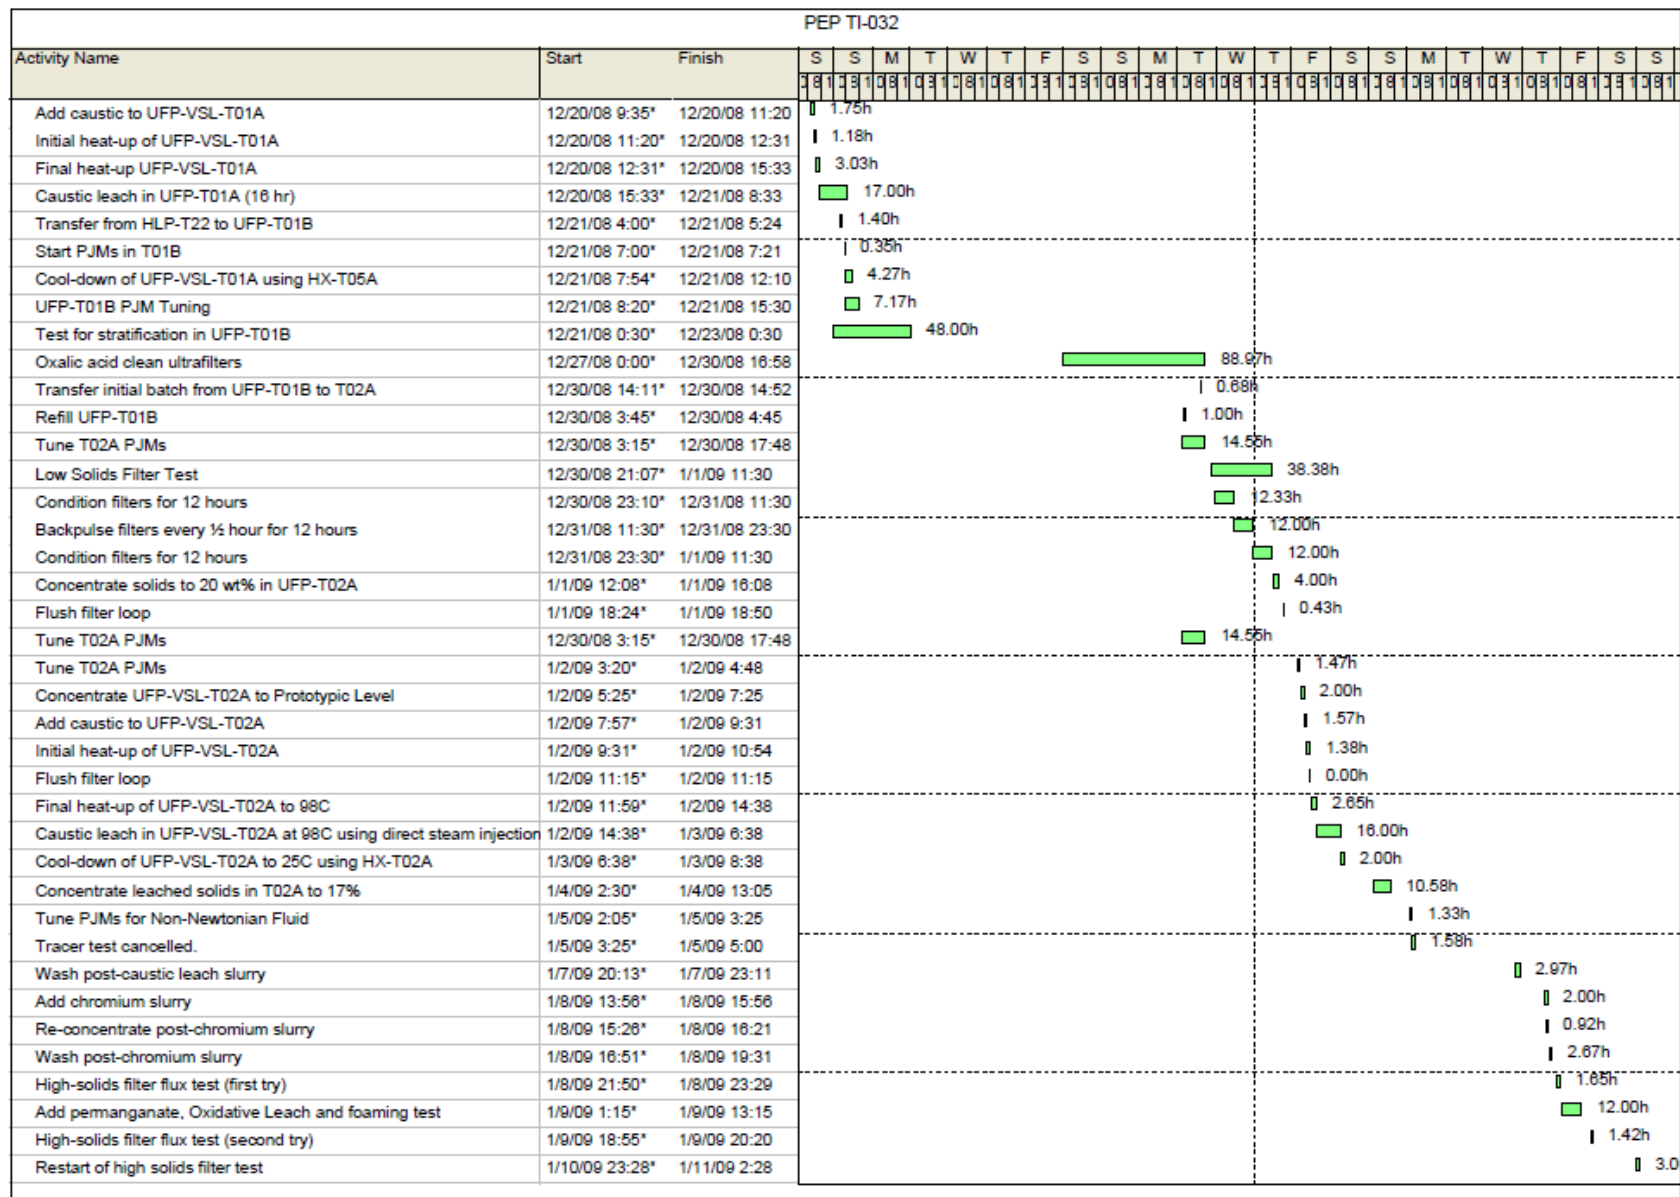 PEP TI-032
Activity Name Start Finish S S M T W T F S S M T W T F S S M T W T F S S
Add caustic to UFP-VSL-T01A 12/20/08 9:35* 12/20/08 11:20 1.75h
Initial heat-up of UFP-VSL-T01A 12/20/08 11:20* 12/20/08 12:31 1.18h
Final heat-up UFP-VSL-T01A 12/20/08 12:31* 12/20/08 15:33 3.03h
Caustic leach in UFP-T01A (16 hr) 12/20/08 15:33* 12/21/08 8:33 17.00h
Transfer from HLP-T22 to UFP-T01B 12/21/08 4:00* 12/21/08 5:24 1.40h
Start PJMs in T01B 12/21/08 7:00* 12/21/08 7:21 0.35h
Cool-down of UFP-VSL-T01A using HX-T05A 12/21/08 7:54* 12/21/08 12:10 4.27h
UFP-T01B PJM Tuning 12/21/08 8:20* 12/21/08 15:30 7.17h
Test for stratification in UFP-T01B 12/21/08 0:30* 12/23/08 0:30 48.00h
Oxalic acid clean ultrafilters 12/27/08 0:00* 12/30/08 16:58 88.97h
Transfer initial batch from UFP-T01B to T02A 12/30/08 14:11* 12/30/08 14:52 0.68h
Refill UFP-T01B 12/30/08 3:45* 12/30/08 4:45 1.00h
Tune T02A PJMs 12/30/08 3:15* 12/30/08 17:48 14.55h
Low Solids Filter Test 12/30/08 21:07* 1/1/09 11:30 38.38h
Condition filters for 12 hours 12/30/08 23:10* 12/31/08 11:30 12.33h
Backpulse filters every ½ hour for 12 hours 12/31/08 11:30* 12/31/08 23:30 12.00h
Condition filters for 12 hours 12/31/08 23:30* 1/1/09 11:30 12.00h
Concentrate solids to 20 wt% in UFP-T02A 1/1/09 12:08* 1/1/09 16:08 4.00h
Flush filter loop 1/1/09 18:24* 1/1/09 18:50 0.43h
Tune T02A PJMs 12/30/08 3:15* 12/30/08 17:48 14.55h
Tune T02A PJMs 1/2/09 3:20* 1/2/09 4:48 1.47h
Concentrate UFP-VSL-T02A to Prototypic Level 1/2/09 5:25* 1/2/09 7:25 2.00h
Add caustic to UFP-VSL-T02A 1/2/09 7:57* 1/2/09 9:31 1.57h
Initial heat-up of UFP-VSL-T02A 1/2/09 9:31* 1/2/09 10:54 1.38h
Flush filter loop 1/2/09 11:15* 1/2/09 11:15 0.00h
Final heat-up of UFP-VSL-T02A to 98C 1/2/09 11:59* 1/2/09 14:38 2.65h
Caustic leach in UFP-VSL-T02A at 98C using direct steam injection 1/2/09 14:38* 1/3/09 6:38 16.00h
Cool-down of UFP-VSL-T02A to 25C using HX-T02A 1/3/09 6:38* 1/3/09 8:38 2.00h
Concentrate leached solids in T02A to 17% 1/4/09 2:30* 1/4/09 13:05 10.58h
Tune PJMs for Non-Newtonian Fluid 1/5/09 2:05* 1/5/09 3:25 1.33h
Tracer test cancelled. 1/5/09 3:25* 1/5/09 5:00 1.58h
Wash post-caustic leach slurry 1/7/09 20:13* 1/7/09 23:11 2.97h
Add chromium slurry 1/8/09 13:56* 1/8/09 15:56 2.00h
Re-concentrate post-chromium slurry 1/8/09 15:26* 1/8/09 16:21 0.92h
Wash post-chromium slurry 1/8/09 16:51* 1/8/09 19:31 2.67h
High-solids filter flux test (first try) 1/8/09 21:50* 1/8/09 23:29 1.65h
Add permanganate, Oxidative Leach and foaming test 1/9/09 1:15* 1/9/09 13:15 12.00h
High-solids filter flux test (second try) 1/9/09 18:55* 1/9/09 20:20 1.42h
Restart of high solids filter test 1/10/09 23:28* 1/11/09 2:28 3.0